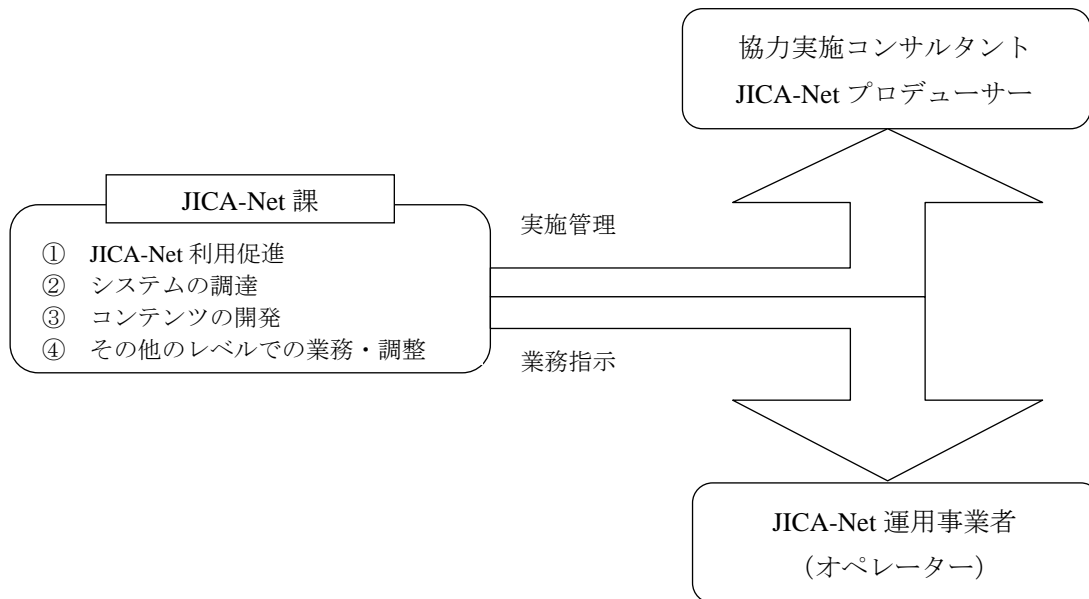 協力実施コンサルタント
JICA-Net プロデューサー
JICA-Net 課
① JICA-Net 利用促進
② システムの調達
③ コンテンツの開発
④ その他のレベルでの業務・調整
実施管理
業務指示
JICA-Net 運用事業者
（オペレーター）